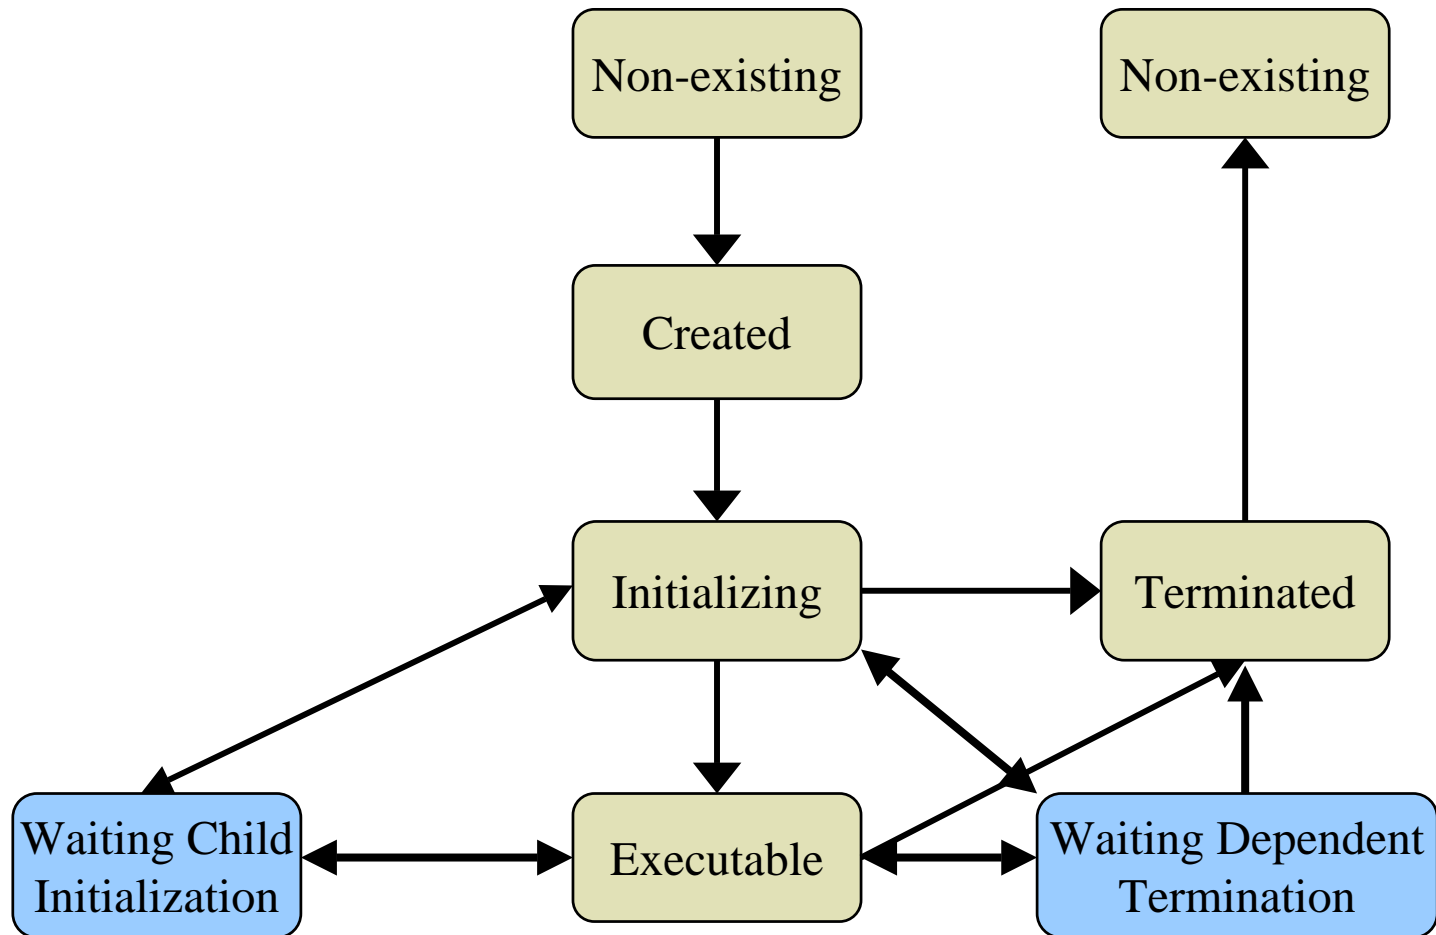 Non-existing
Non-existing
Created
Initializing
Terminated
Waiting Child
Initialization
Executable
Waiting Dependent
Termination